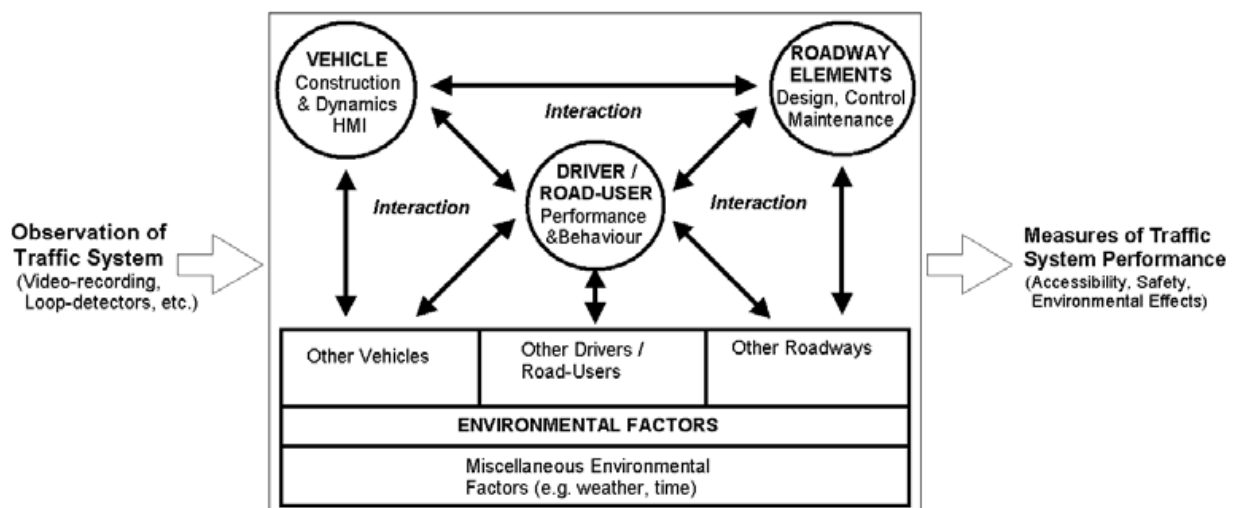 VEHICLE
Construction
& Dynamics
HMI
ROADWAY
ELEMENTS
Design, Control
Maintenance
Interaction
DRIVER /
ROAD-USER
Performance
&Behaviour
Interaction
Interaction
Observation of
Traffic System
(Video-recording,
Loop-detectors, etc.)
Measures of Traffic
System Performance
(Accessibility, Safety,
Environmental Effects)
Other Vehicles
Other Drivers /
Road-Users
Other Roadways
ENVIRONMENTAL FACTORS
Miscellaneous Environmental
Factors (e.g. weather, time)